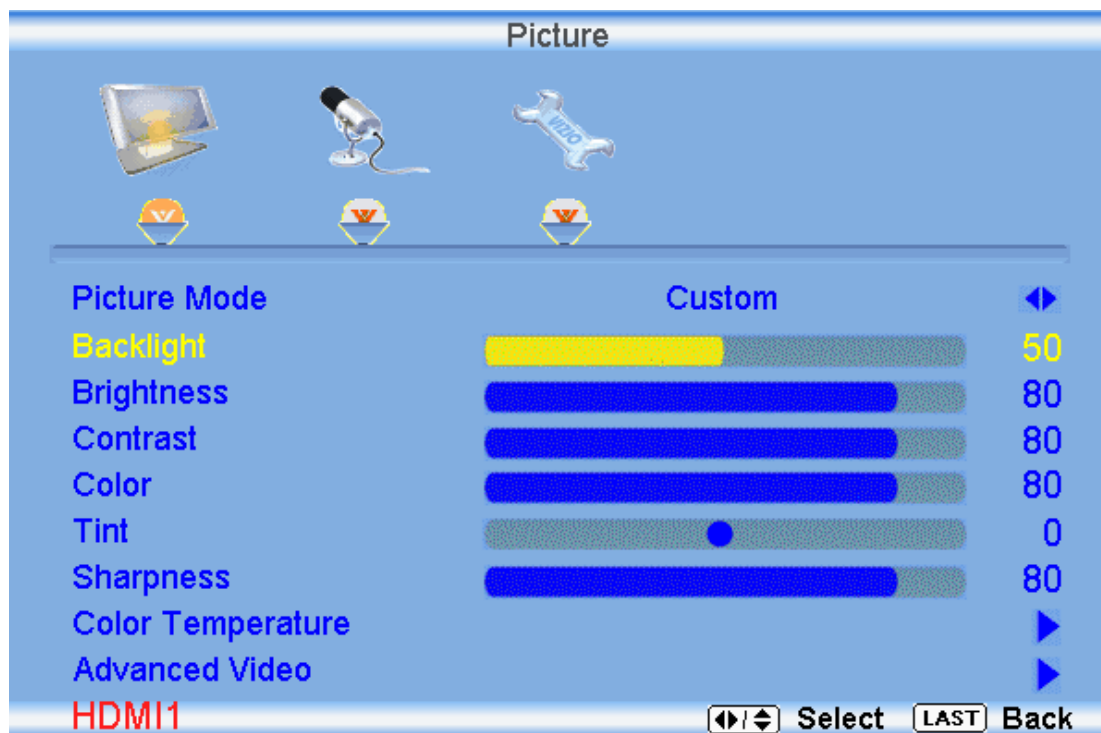 Picture
VIZIO
Picture Mode Custom
Backlight 50
Brightness 80
Contrast 80
Color 80
Tint 0
Sharpness 80
Color Temperature
Advanced Video
HDMI1 / Select LAST Back